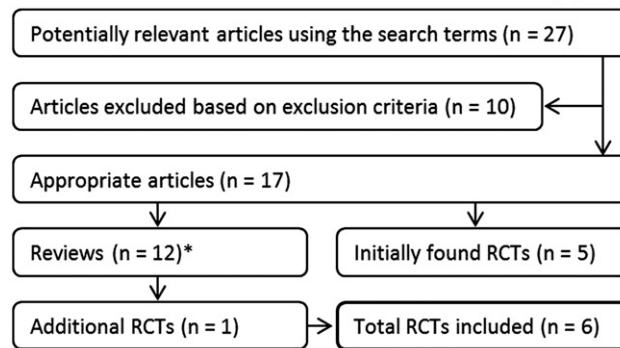 Potentially relevant articles using the search terms (n = 27)
Articles excluded based on exclusion criteria (n = 10)
Appropriate articles (n = 17)
Reviews (n = 12)*
Initially found RCTs (n = 5)
Additional RCTs (n = 1)
Total RCTs included (n = 6)